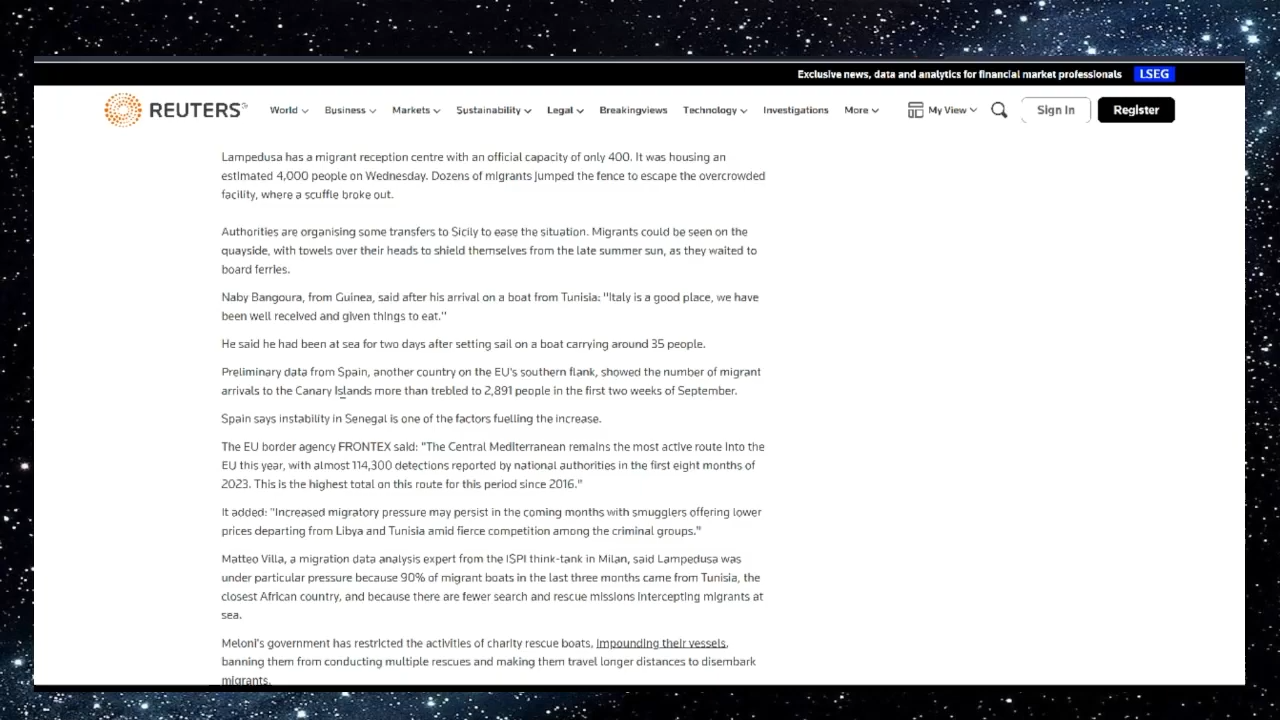 Exclusive news, data and analytics for financial market professionals LSEG
REUTERS World Business Markets Sustainability Legal Breakingviews Technology Investigations More My View Sign In Register
Lampedusa has a migrant reception centre with an official capacity of only 400. It was housing an
estimated 4,000 people on Wednesday. Dozens of migrants jumped the fence to escape the overcrowded
facility, where a scuffle broke out.
Authorities are organising some transfers to Sicily to ease the situation. Migrants could be seen on the
quayside, with towels over their heads to shield themselves from the late summer sun, as they waited to
board ferries.
Naby Bangoura, from Guinea, said after his arrival on a boat from Tunisia: "Italy is a good place, we have
been well received and given things to eat."
He said he had been at sea for two days after setting sail on a boat carrying around 35 people.
Preliminary data from Spain, another country on the EU's southern flank, showed the number of migrant
arrivals to the Canary Islands more than trebled to 2,891 people in the first two weeks of September.
Spain says instability in Senegal is one of the factors fuelling the increase.
The EU border agency FRONTEX said: "The Central Mediterranean remains the most active route into the
EU this year, with almost 114,300 detections reported by national authorities in the first eight months of
2023. This is the highest total on this route for this period since 2016."
It added: "Increased migratory pressure may persist in the coming months with smugglers offering lower
prices departing from Libya and Tunisia amid fierce competition among the criminal groups."
Matteo Villa, a migration data analysis expert from the ISPI think-tank in Milan, said Lampedusa was
under particular pressure because 90% of migrant boats in the last three months came from Tunisia, the
closest African country, and because there are fewer search and rescue missions intercepting migrants at
sea.
Meloni's government has restricted the activities of charity rescue boats, impounding their vessels,
banning them from conducting multiple rescues and making them travel longer distances to disembark
migrants.